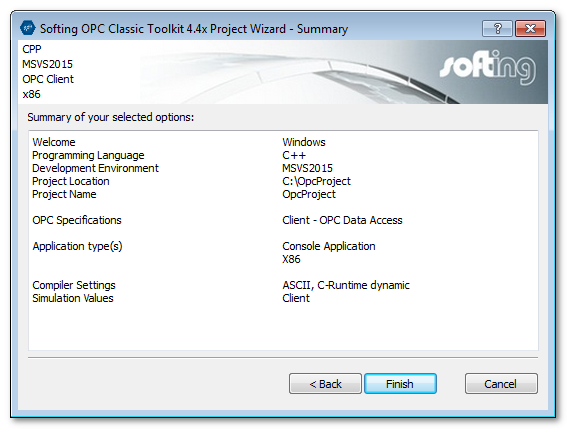 Softing OPC Classic Toolkit 4.4x Project Wizard - Summary
CPP
MSVS2015
OPC Client
x86
softing
Summary of your selected options:
Welcome Windows
Programming Language C++
Development Environment MSVS2015
Project Location C:\OpcProject
Project Name OpcProject
OPC Specifications Client - OPC Data Access
Application type(s) Console Application
X86
Compiler Settings ASCII, C-Runtime dynamic
Simulation Values Client
< Back Finish Cancel